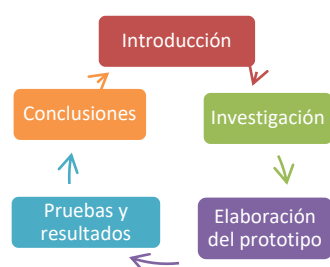 Introducción
Investigación
Elaboración
del prototipo
Pruebas y
resultados
Conclusiones